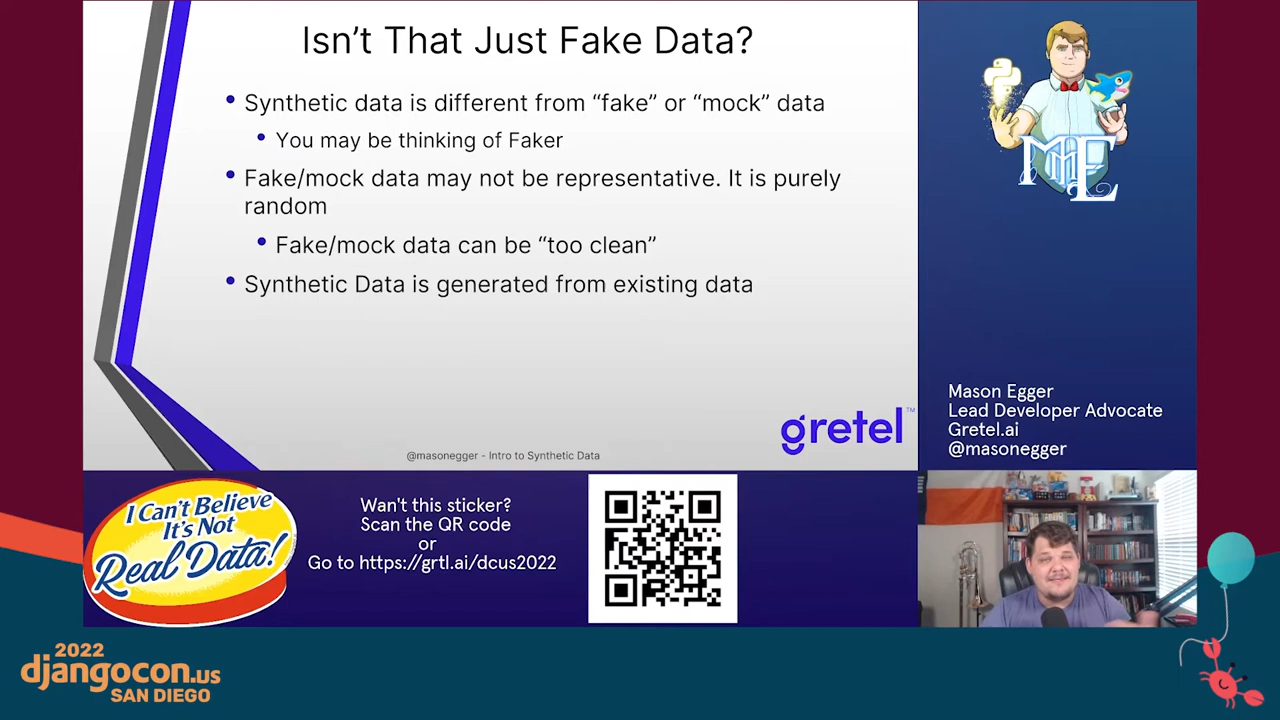 Isn't That Just Fake Data?
Synthetic data is different from “fake” or “mock” data
You may be thinking of Faker
Fake/mock data may not be representative. It is purely
random
Fake/mock data can be “too clean”
Synthetic Data is generated from existing data
gretel™
@masonegger - Intro to Synthetic Data
ME
Mason Egger
Lead Developer Advocate
Gretel.ai
@masonegger
I Can't Believe
It's Not
Real Data!
Wan't this sticker?
Scan the QR code
or
Go to https://grtl.ai/dcus2022
2022
djangocon.us
SAN DIEGO